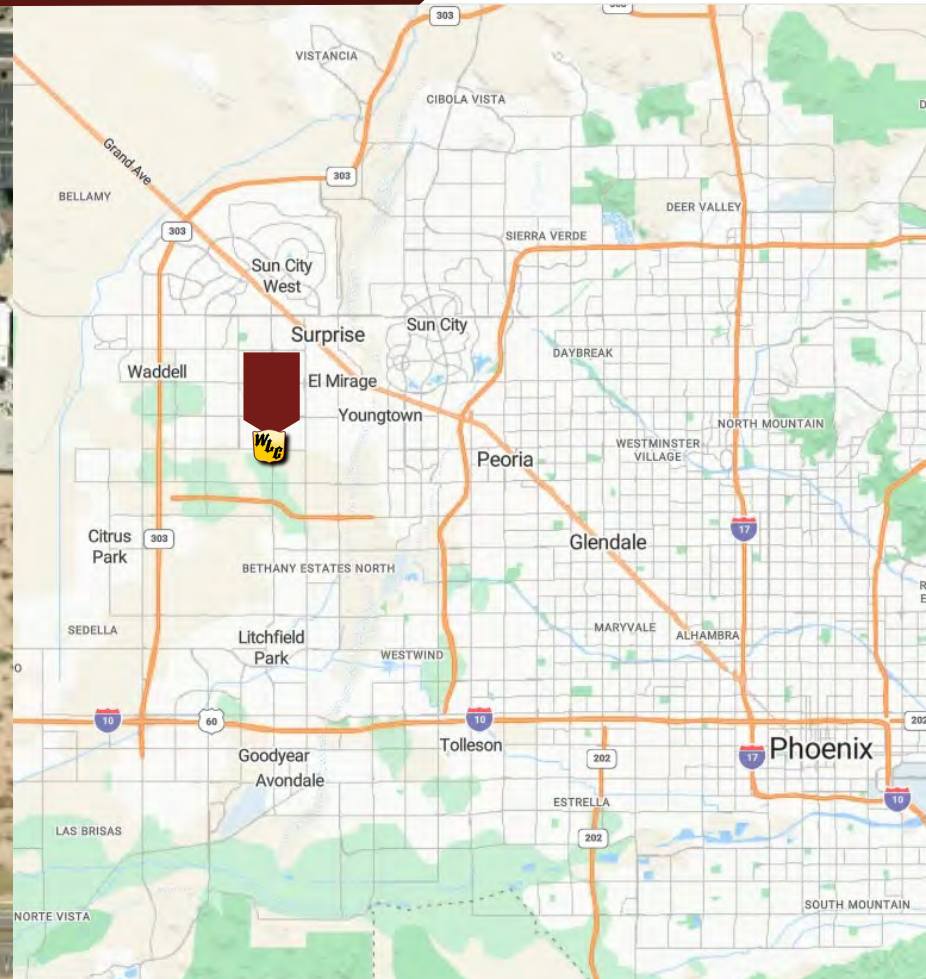 303
303
VISTANCIA
CIBOLA VISTA
Grand Ave
303
BELLAMY
DEER VALLEY
303
SIERRA VERDE
Sun City
West
Sun City
Surprise
DAYBREAK
Waddell
El Mirage
Youngtown
NORTH MOUNTAIN
WLC
WESTMINSTER
VILLAGE
Peoria
17
Citrus
Park
303
Glendale
BETHANY ESTATES NORTH
SEDELLA
MARYVALE
ALHAMBRA
Litchfield
Park
WESTWIND
10
60
10
202
Tolleson
Phoenix
Goodyear
202
17
Avondale
10
ESTRELLA
LAS BRISAS
202
SOUTH MOUNTAIN
NORTE VISTA